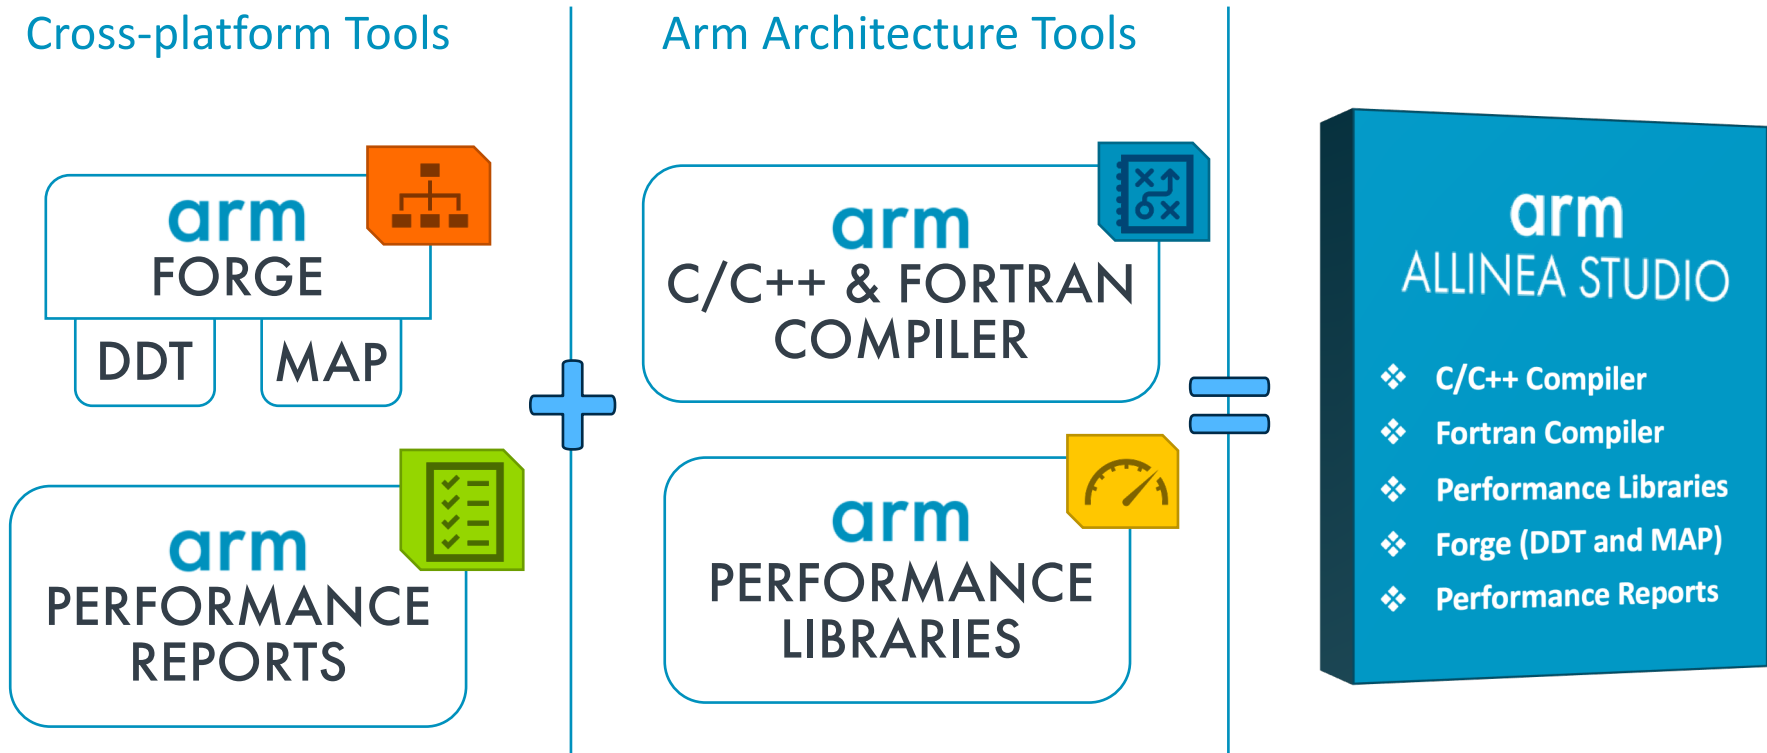 Cross-platform Tools
arm
FORGE
DDT
MAP
arm
PERFORMANCE
REPORTS
Arm Architecture Tools
arm
C/C++ & FORTRAN
COMPILER
arm
PERFORMANCE
LIBRARIES
arm
ALLINEA STUDIO
❖ C/C++ Compiler
❖ Fortran Compiler
❖ Performance Libraries
❖ Forge (DDT and MAP)
❖ Performance Reports